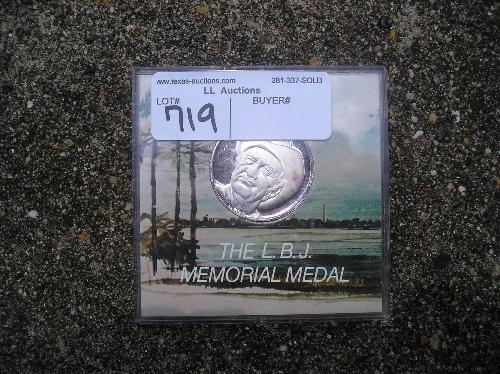 www.texas-auctions.com 281-337-SOLD
LL Auctions
LOT# BUYER#
719
THE L.B.J.
MEMORIAL MEDAL